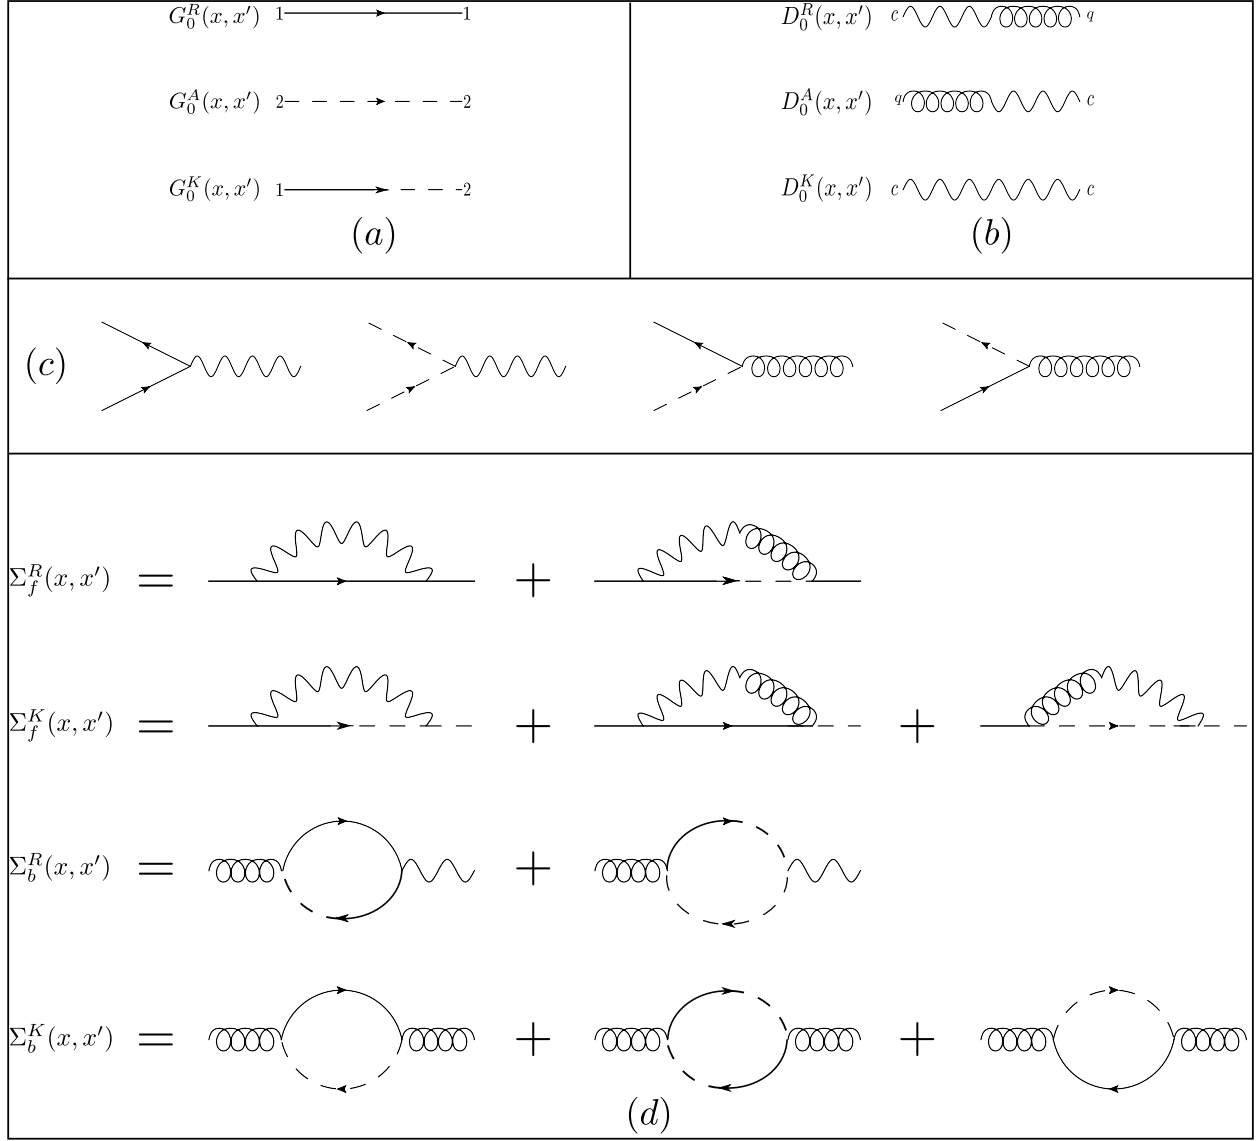 G_0^R(x, x′) 1 1
G_0^A(x, x′) 2 2
G_0^K(x, x′) 1 2
(a)
D_0^R(x, x′) c q
D_0^A(x, x′) q c
D_0^K(x, x′) c c
(b)
(c)
Σ_f^R(x, x′) = +
Σ_f^K(x, x′) = + +
Σ_b^R(x, x′) = +
Σ_b^K(x, x′) = + +
(d)